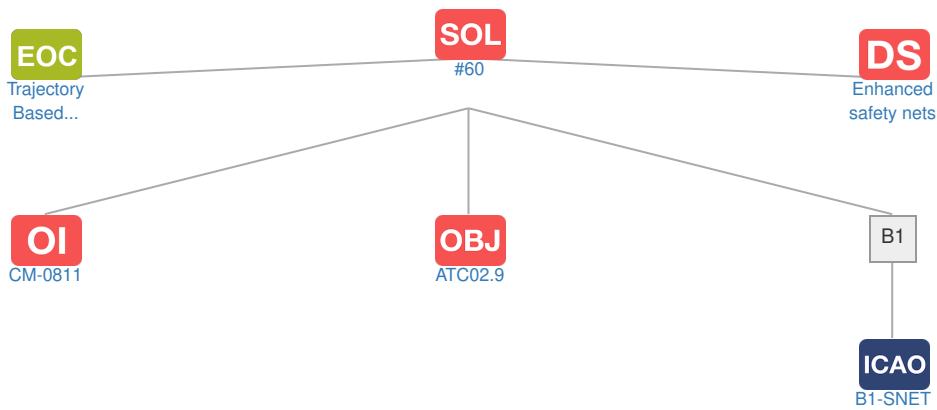 EOC
Trajectory
Based...
SOL
#60
DS
Enhanced
safety nets
OI
CM-0811
OBJ
ATC02.9
B1
ICAO
B1-SNET